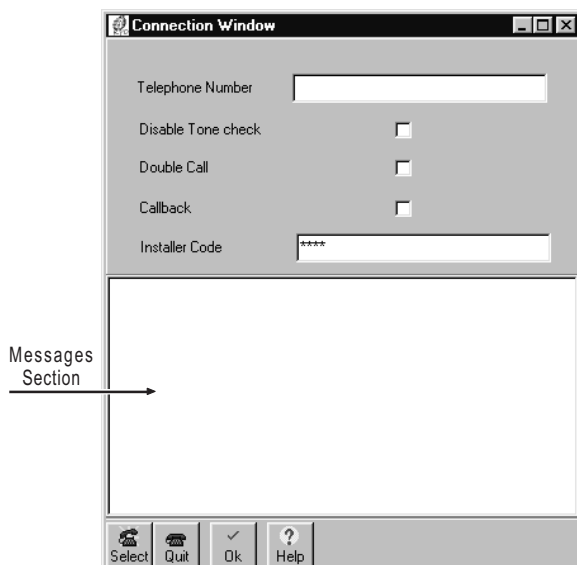 Connection Window
Telephone Number
Disable Tone check
Double Call
Callback
Installer Code ****
Messages
Section
Select Quit Ok Help